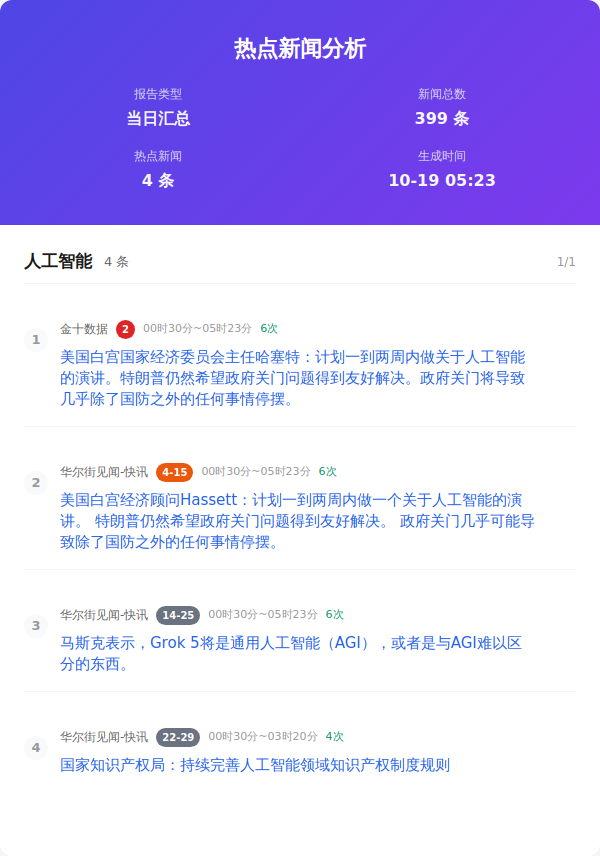 热点新闻分析
报告类型
新闻总数
当日汇总
399 条
热点新闻
生成时间
4 条
10-19 05:23
人工智能 4 条 1/1
1
金十数据 2 00时30分~05时23分 6次
美国白宫国家经济委员会主任哈塞特：计划一到两周内做关于人工智能
的演讲。特朗普仍然希望政府关门问题得到友好解决。政府关门将导致
几乎除了国防之外的任何事情停摆。
2
华尔街见闻-快讯 4-15 00时30分~05时23分 6次
美国白宫经济顾问Hassett：计划一到两周内做一个关于人工智能的演
讲。 特朗普仍然希望政府关门问题得到友好解决。 政府关门几乎可能导
致除了国防之外的任何事情停摆。
3
华尔街见闻-快讯 14-25 00时30分~05时23分 6次
马斯克表示，Grok 5将是通用人工智能（AGI），或者是与AGI难以区
分的东西。
4
华尔街见闻-快讯 22-29 00时30分~03时20分 4次
国家知识产权局：持续完善人工智能领域知识产权制度规则